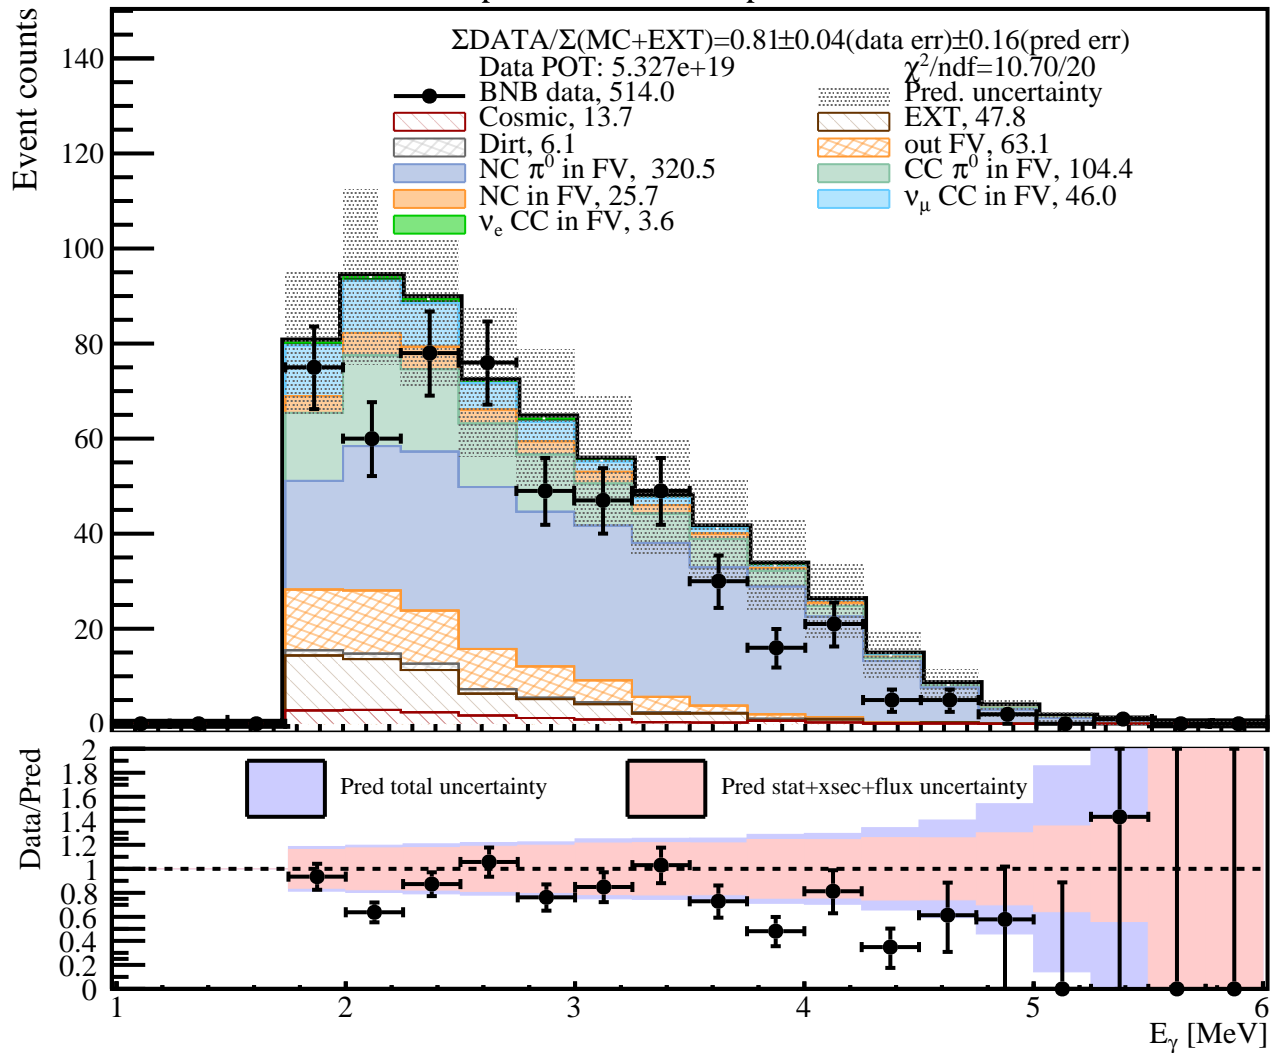 ΣDATA/Σ(MC+EXT)=0.81±0.04(data err)±0.16(pred err)
Data POT: 5.327e+19
χ²/ndf=10.70/20
BNB data, 514.0
Pred. uncertainty
Cosmic, 13.7
EXT, 47.8
Dirt, 6.1
out FV, 63.1
NC π⁰ in FV, 320.5
CC π⁰ in FV, 104.4
NC in FV, 25.7
νμ CC in FV, 46.0
νe CC in FV, 3.6
Event counts
140
120
100
80
60
40
20
0
Pred total uncertainty
Pred stat+xsec+flux uncertainty
Data/Pred
2
1.8
1.6
1.4
1.2
1
0.8
0.6
0.4
0.2
0
1 2 3 4 5 6
Eγ [MeV]